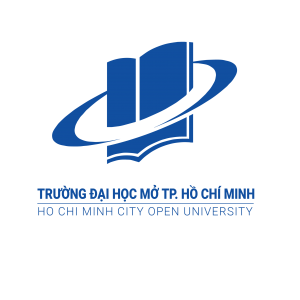 TRƯỜNG ĐẠI HỌC MỞ TP. HỒ CHÍ MINH
HO CHI MINH CITY OPEN UNIVERSITY